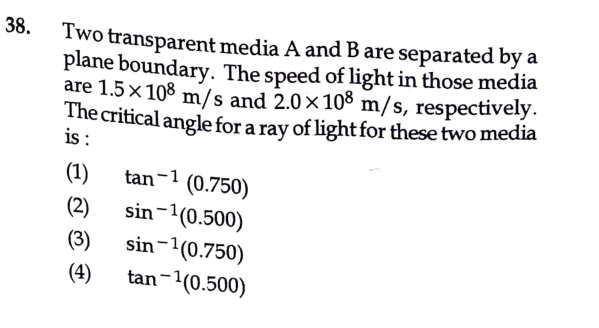 38. Two transparent media A and B are separated by a
plane boundary. The speed of light in those media
are 1.5 × 10⁸ m/s and 2.0 × 10⁸ m/s, respectively.
The critical angle for a ray of light for these two media
is :
(1) tan⁻¹ (0.750)
(2) sin⁻¹(0.500)
(3) sin⁻¹(0.750)
(4) tan⁻¹(0.500)